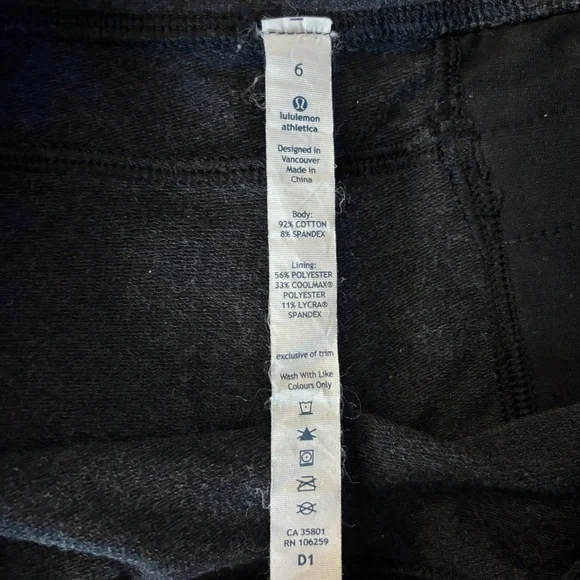 6
lululemon
athletica
Designed in
Vancouver
Made in
China
Body:
92% COTTON
8% SPANDEX
Lining:
56% POLYESTER
33% COOLMAX®
POLYESTER
11% LYCRA®
SPANDEX
exclusive of trim
Wash With Like
Colours Only
CA 35801
RN 106259
D1